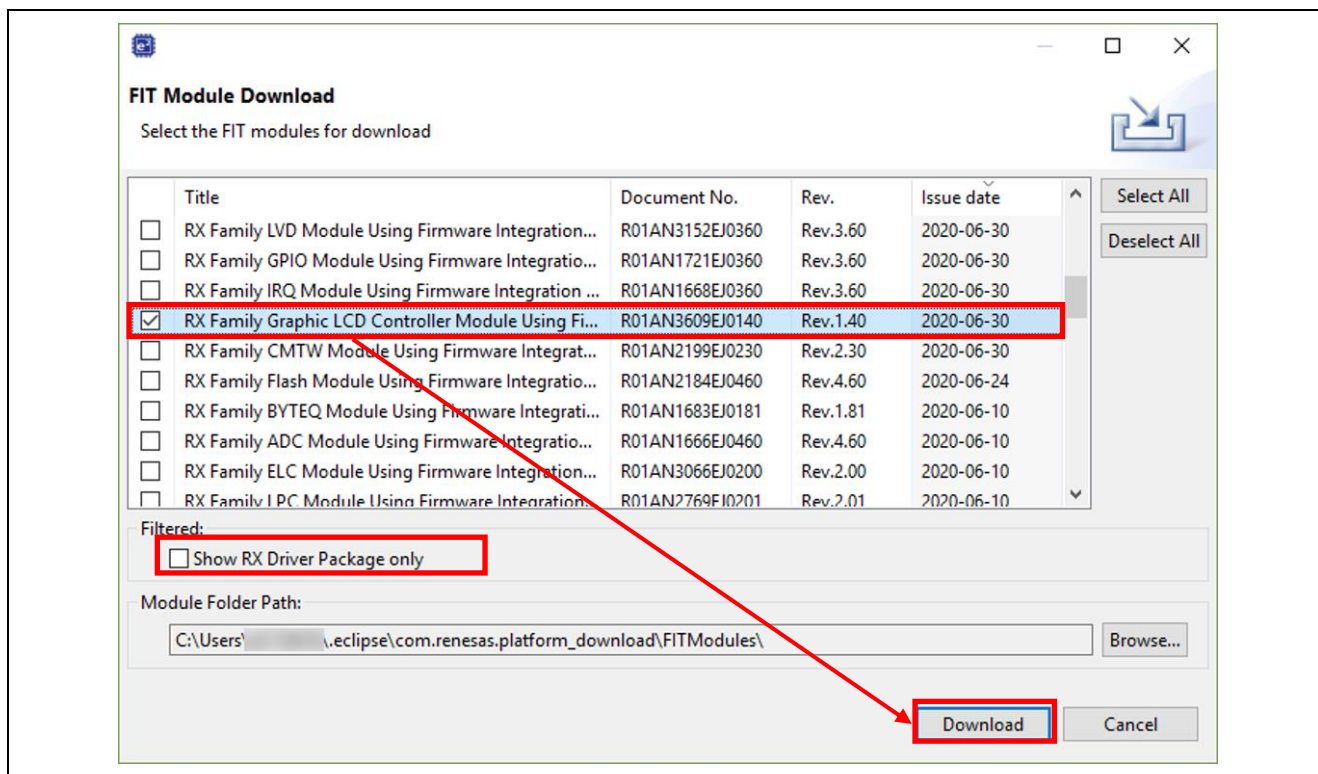 FIT Module Download
Select the FIT modules for download
Title Document No. Rev. Issue date Select All
RX Family LVD Module Using Firmware Integration... R01AN3152EJ0360 Rev.3.60 2020-06-30
Deselect All
RX Family GPIO Module Using Firmware Integratio... R01AN1721EJ0360 Rev.3.60 2020-06-30
RX Family IRQ Module Using Firmware Integration ... R01AN1668EJ0360 Rev.3.60 2020-06-30
RX Family Graphic LCD Controller Module Using Fi... R01AN3609EJ0140 Rev.1.40 2020-06-30
RX Family CMTW Module Using Firmware Integrat... R01AN2199EJ0230 Rev.2.30 2020-06-30
RX Family Flash Module Using Firmware Integratio... R01AN2184EJ0460 Rev.4.60 2020-06-24
RX Family BYTEQ Module Using Firmware Integrati... R01AN1683EJ0181 Rev.1.81 2020-06-10
RX Family ADC Module Using Firmware Integratio... R01AN1666EJ0460 Rev.4.60 2020-06-10
RX Family ELC Module Using Firmware Integration... R01AN3066EJ0200 Rev.2.00 2020-06-10
RX Family LPC Module Using Firmware Integration... R01AN2769EJ0201 Rev.2.01 2020-06-10
Filtered:
Show RX Driver Package only
Module Folder Path:
C:\Users\ \.eclipse\com.renesas.platform_download\FITModules\ Browse...
Download Cancel